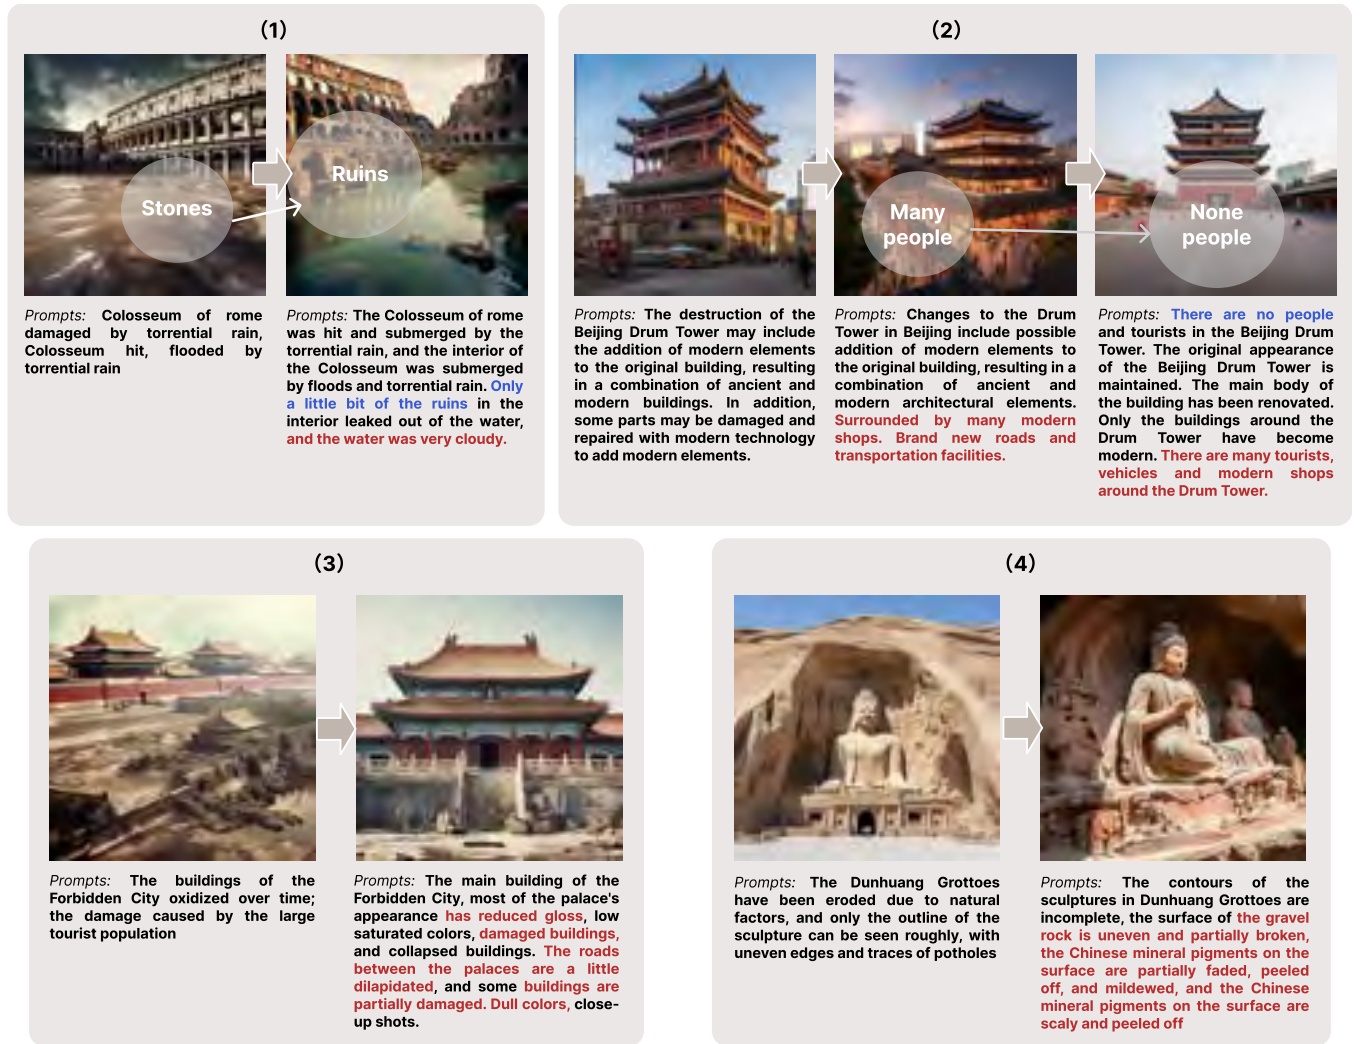 (1)
Stones
Ruins
Prompts: Colosseum of rome
damaged by torrential rain,
Colosseum hit, flooded by
torrential rain
Prompts: The Colosseum of rome
was hit and submerged by the
torrential rain, and the interior of
the Colosseum was submerged
by floods and torrential rain. Only
a little bit of the ruins in the
interior leaked out of the water,
and the water was very cloudy.
(2)
Many
people
None
people
Prompts: The destruction of the
Beijing Drum Tower may include
the addition of modern elements
to the original building, resulting
in a combination of ancient and
modern buildings. In addition,
some parts may be damaged and
repaired with modern technology
to add modern elements.
Prompts: Changes to the Drum
Tower in Beijing include possible
addition of modern elements to
the original building, resulting in a
combination of ancient and
modern architectural elements.
Surrounded by many modern
shops. Brand new roads and
transportation facilities.
Prompts: There are no people
and tourists in the Beijing Drum
Tower. The original appearance
of the Beijing Drum Tower is
maintained. The main body of
the building has been renovated.
Only the buildings around the
Drum Tower have become
modern. There are many tourists,
vehicles and modern shops
around the Drum Tower.
(3)
Prompts: The buildings of the
Forbidden City oxidized over time;
the damage caused by the large
tourist population
Prompts: The main building of the
Forbidden City, most of the palace's
appearance has reduced gloss, low
saturated colors, damaged buildings,
and collapsed buildings. The roads
between the palaces are a little
dilapidated, and some buildings are
partially damaged. Dull colors, close-
up shots.
(4)
Prompts: The Dunhuang Grottoes
have been eroded due to natural
factors, and only the outline of the
sculpture can be seen roughly, with
uneven edges and traces of potholes
Prompts: The contours of the
sculptures in Dunhuang Grottoes are
incomplete, the surface of the gravel
rock is uneven and partially broken,
the Chinese mineral pigments on the
surface are partially faded, peeled
off, and mildewed, and the Chinese
mineral pigments on the surface are
scaly and peeled off